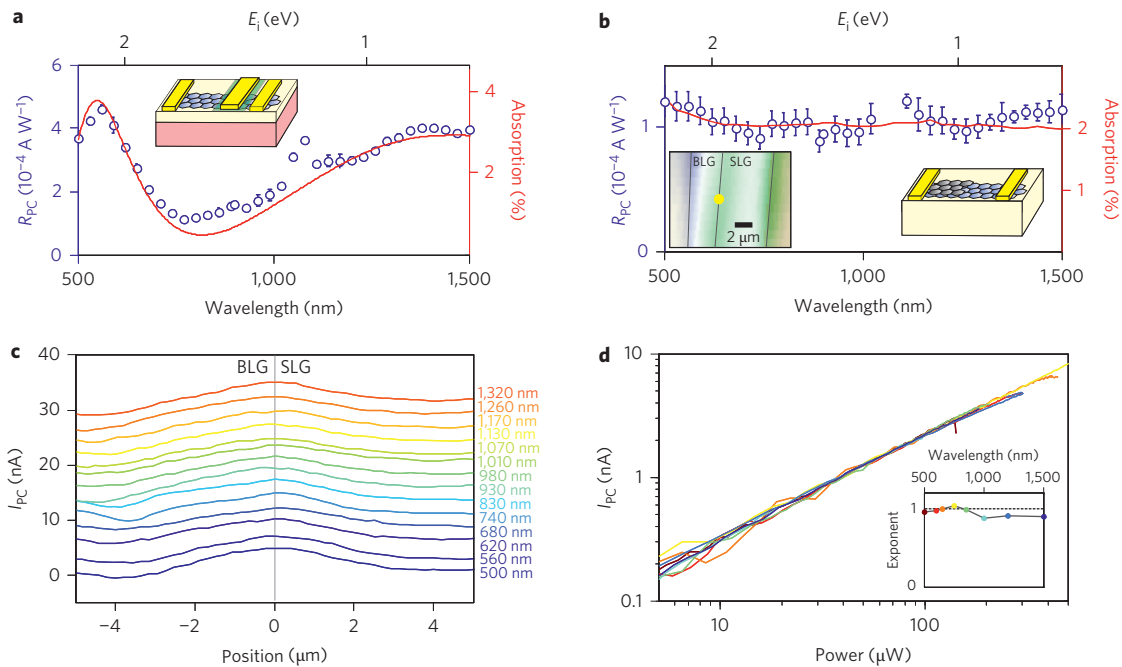 a
E_i (eV)
2 1
6
4
2
0
R_PC (10⁻⁴ A W⁻¹)
4
2
Absorption (%)
500 1,000 1,500
Wavelength (nm)
b
E_i (eV)
2 1
1
0
R_PC (10⁻⁴ A W⁻¹)
BLG SLG
2 μm
2
1
Absorption (%)
500 1,000 1,500
Wavelength (nm)
c
40
30
20
10
0
I_PC (nA)
BLG SLG
1,320 nm
1,260 nm
1,170 nm
1,130 nm
1,070 nm
1,010 nm
980 nm
930 nm
830 nm
740 nm
680 nm
620 nm
560 nm
500 nm
−4 −2 0 2 4
Position (μm)
d
10
1
0.1
I_PC (nA)
Wavelength (nm)
500 1,000 1,500
1
0
Exponent
10 100
Power (μW)